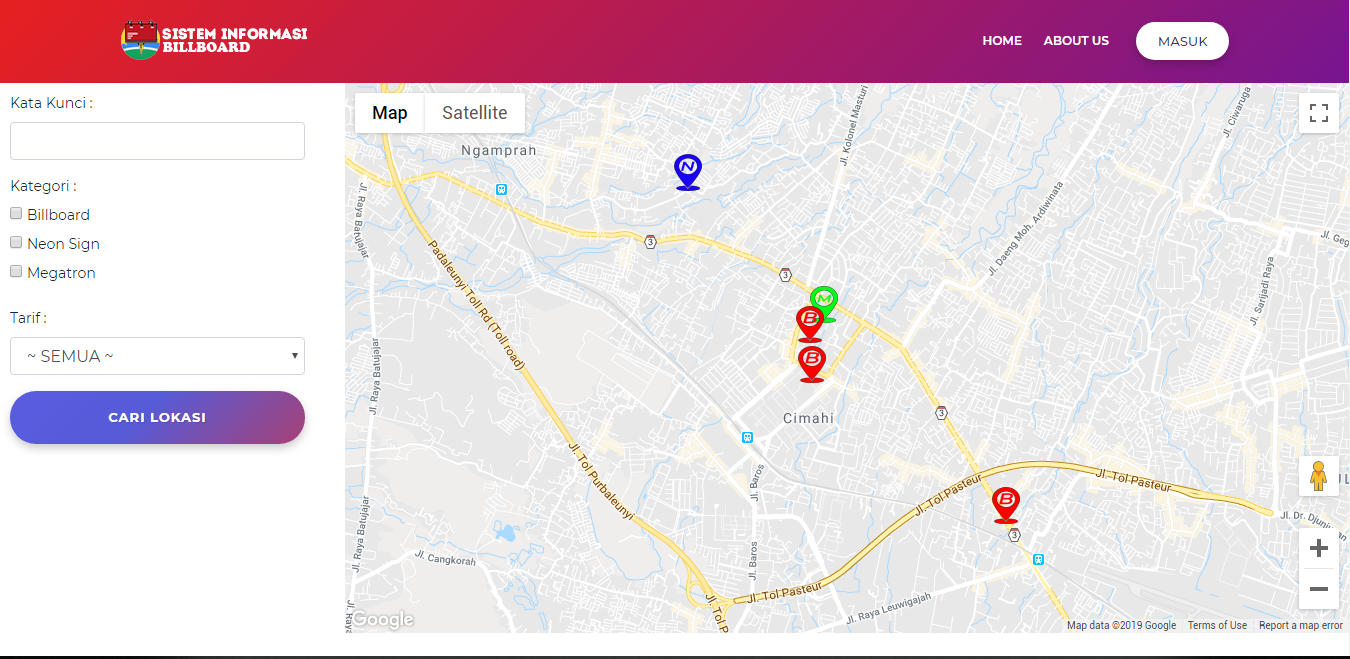 SISTEM INFORMASI
BILLBOARD
HOME
ABOUT US
MASUK
Kata Kunci :
Kategori :
Billboard
Neon Sign
Megatron
Tarif :
~ SEMUA ~
CARI LOKASI
Map
Satellite
Ngamprah
N
Jl. Kolonel Masturi
Jl. Ciwaruga
Jl. Raya Batujajar
Jl. Daeng Moh. Ardiwinata
Jl. Geg
3
3
Padaleunyi Toll Rd (Toll road)
Jl. Sarijadi Raya
M
B
B
Jl. Raya Batujajar
Cimahi
3
Jl. Tol Purbaleunyi
Jl. Baros
Jl. Tol Pasteur
Jl. Tol Pasteur
B
3
Jl. Dr. Djunj
Jl. Raya Batujajar
Jl. Cangkorah
Jl. Baros
Jl. Tol Pasteur
Jl. Raya Leuwigajah
Jl. Tol P
Google
Map data ©2019 Google
Terms of Use
Report a map error